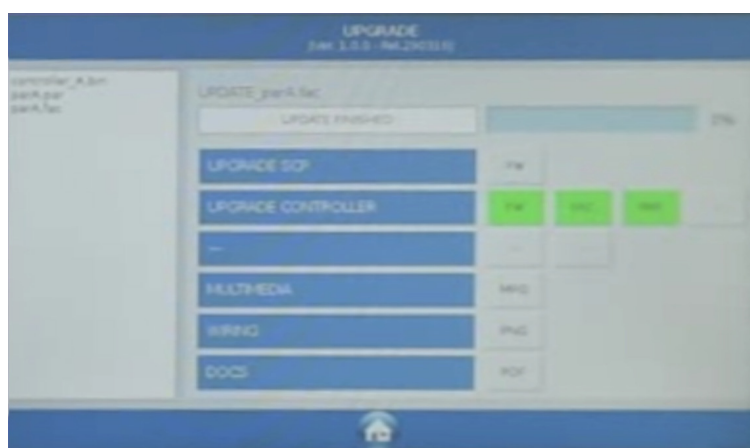 UPGRADE
controller_A.bin
parA.par
parA.fac
UPDATE_parA.fac
UPDATE FINISHED
0%
UPGRADE SCP
FW
UPGRADE CONTROLLER
FW
---
MULTIMEDIA
MPG
WIRING
PNG
DOCS
PDF